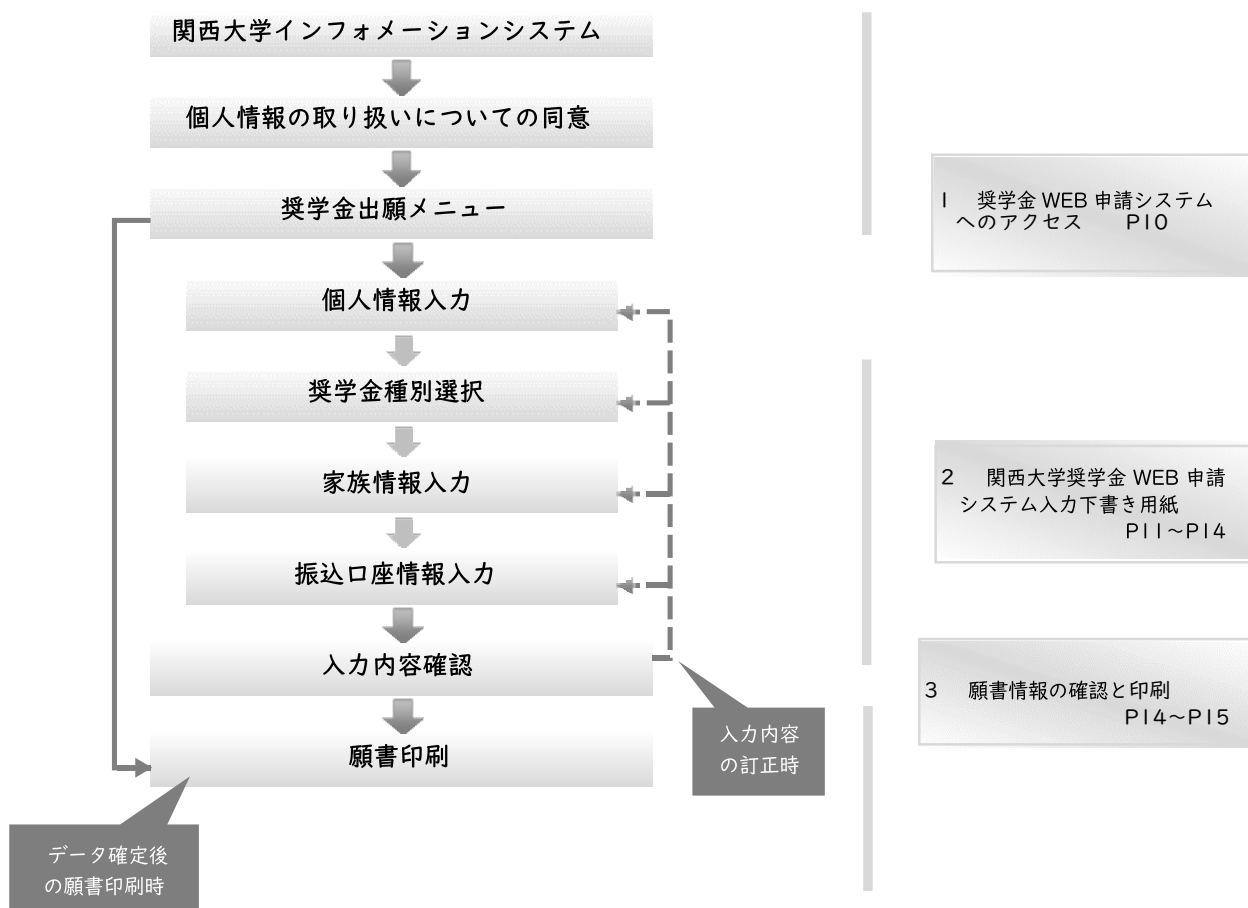 関西大学インフォメーションシステム
個人情報の取り扱いについての同意
奨学金出願メニュー
個人情報入力
奨学金種別選択
家族情報入力
振込口座情報入力
入力内容確認
願書印刷
入力内容
の訂正時
データ確定後
の願書印刷時
1 奨学金 WEB 申請システム
へのアクセス P10
2 関西大学奨学金 WEB 申請
システム入力下書き用紙
P11～P14
3 願書情報の確認と印刷
P14～P15